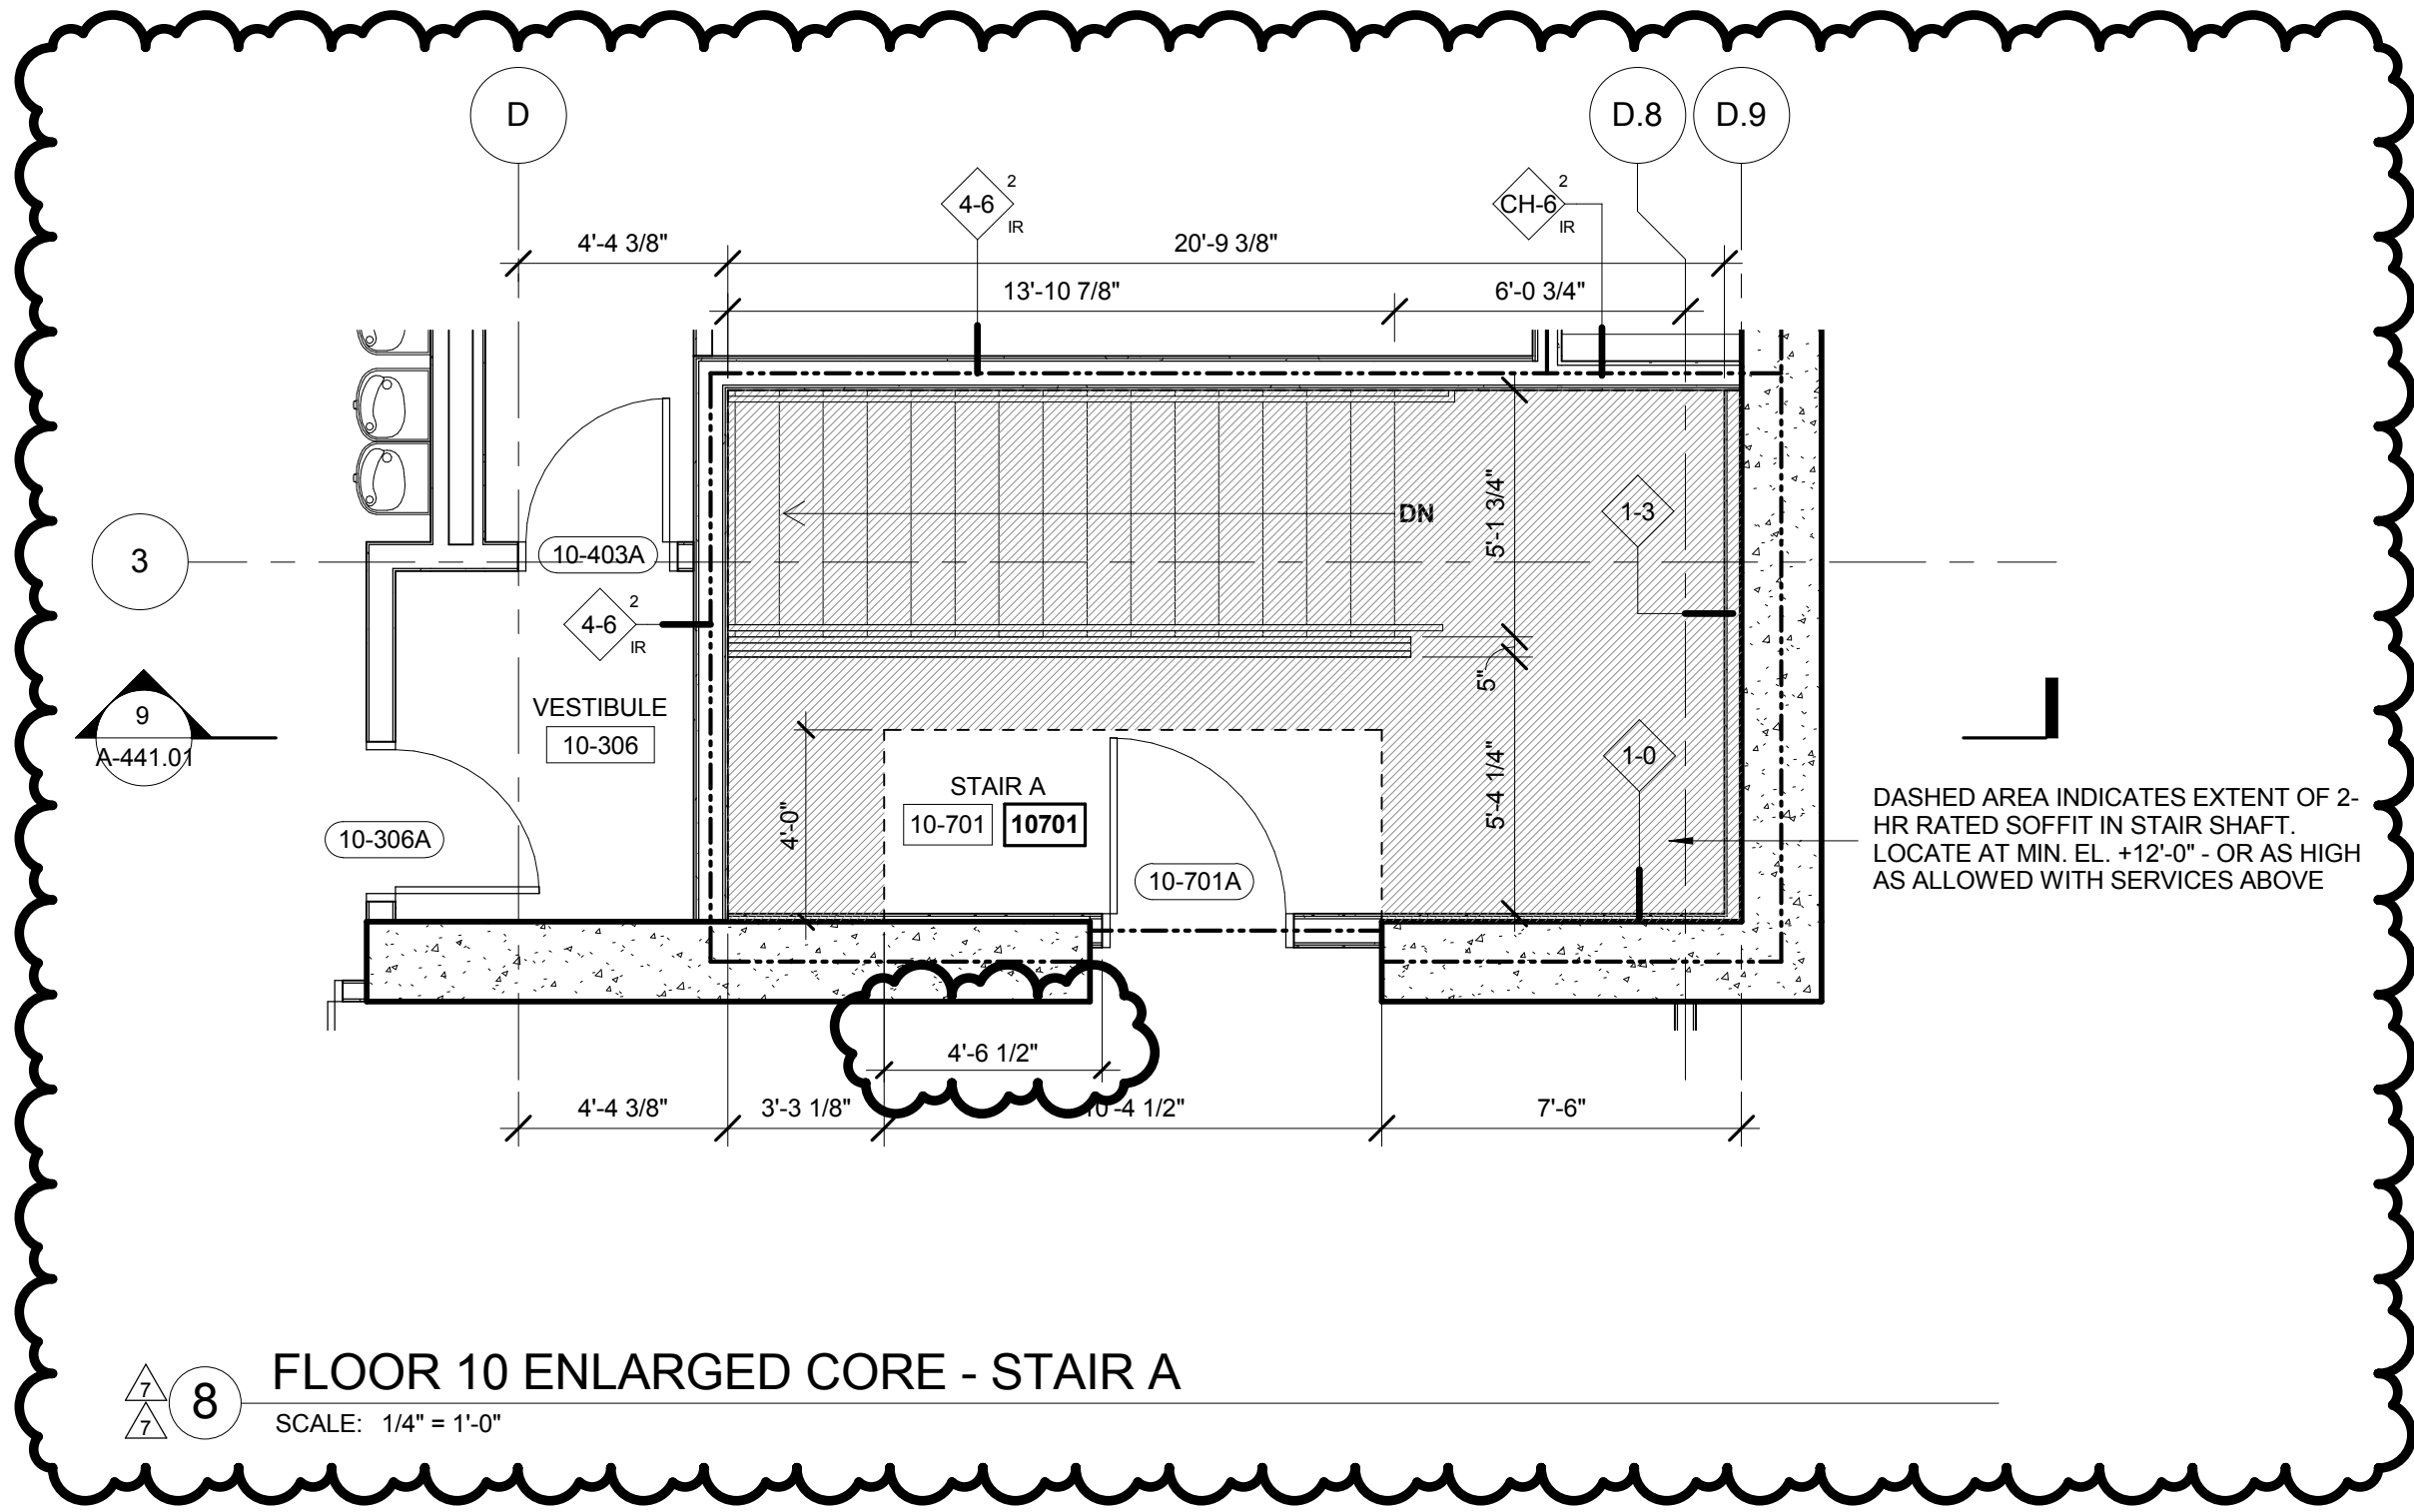 D
D.8
D.9
4-6
2
IR
CH-6
2
IR
4'-4 3/8"
20'-9 3/8"
13'-10 7/8"
6'-0 3/4"
3
10-403A
DN
5'-1 3/4"
1-3
4-6
2
IR
5"
9
A-441.01
VESTIBULE
10-306
1-0
5'-4 1/4"
4'-0"
STAIR A
10-701
10701
10-306A
10-701A
DASHED AREA INDICATES EXTENT OF 2-
HR RATED SOFFIT IN STAIR SHAFT.
LOCATE AT MIN. EL. +12'-0" - OR AS HIGH
AS ALLOWED WITH SERVICES ABOVE
4'-6 1/2"
4'-4 3/8"
3'-3 1/8"
-4 1/2"
7'-6"
7
7
8
FLOOR 10 ENLARGED CORE - STAIR A
SCALE: 1/4" = 1'-0"